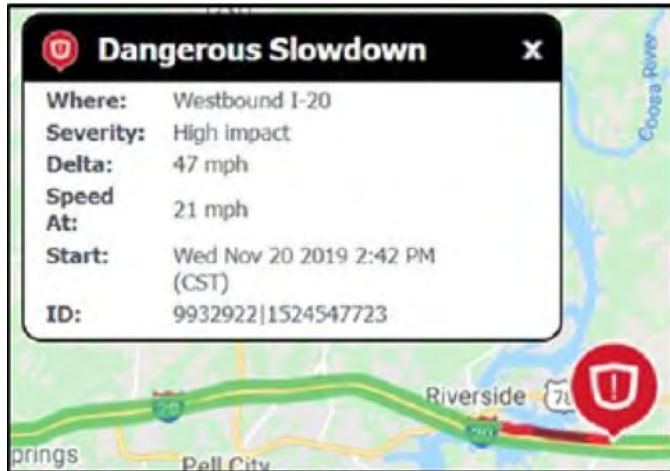 Dangerous Slowdown X
Where: Westbound I-20
Severity: High impact
Delta: 47 mph
Speed
At: 21 mph
Start: Wed Nov 20 2019 2:42 PM
(CST)
ID: 9932922|1524547723
Coosa River
Riverside
20
20
prings
Pell City